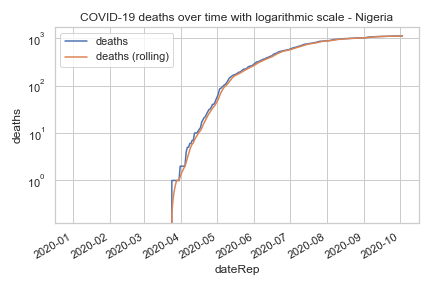 COVID-19 deaths over time with logarithmic scale - Nigeria
deaths
deaths (rolling)
10³
10²
10¹
10⁰
deaths
2020-01
2020-02
2020-03
2020-04
2020-05
2020-06
2020-07
2020-08
2020-09
2020-10
dateRep